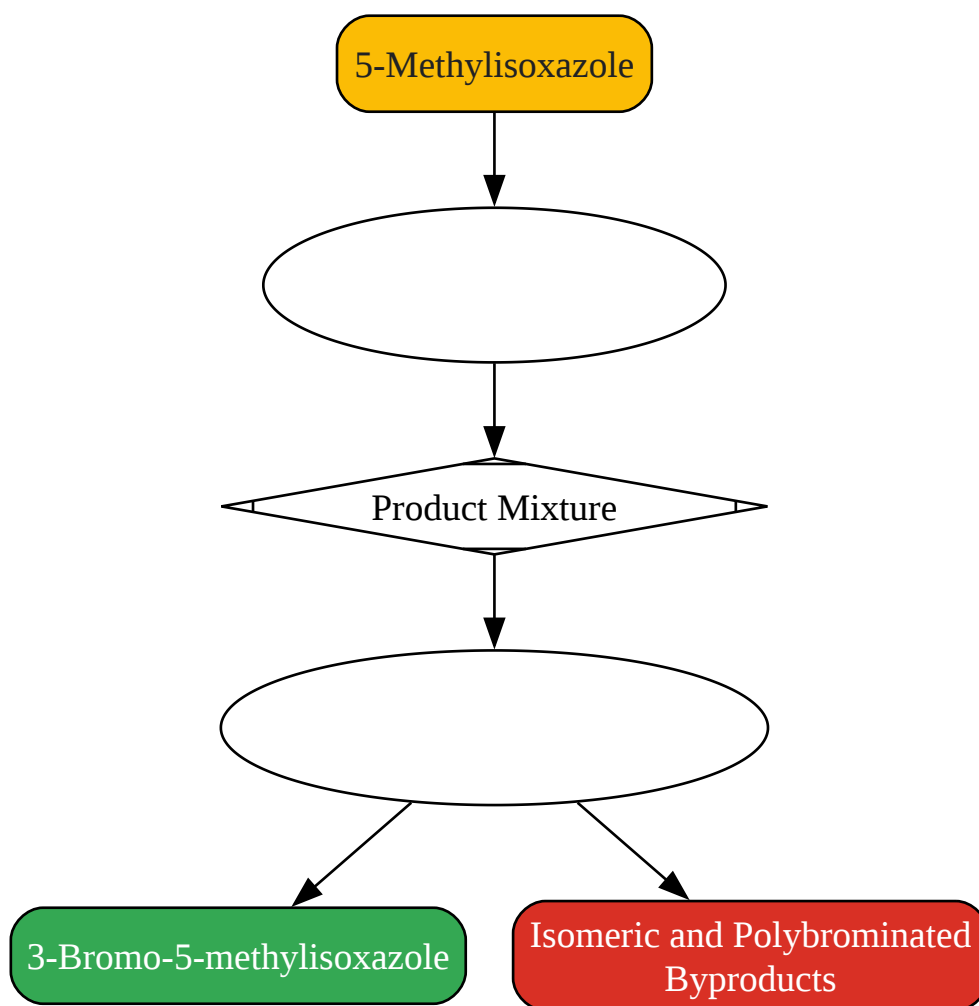 5-Methylisoxazole
Product Mixture
3-Bromo-5-methylisoxazole
Isomeric and Polybrominated
Byproducts